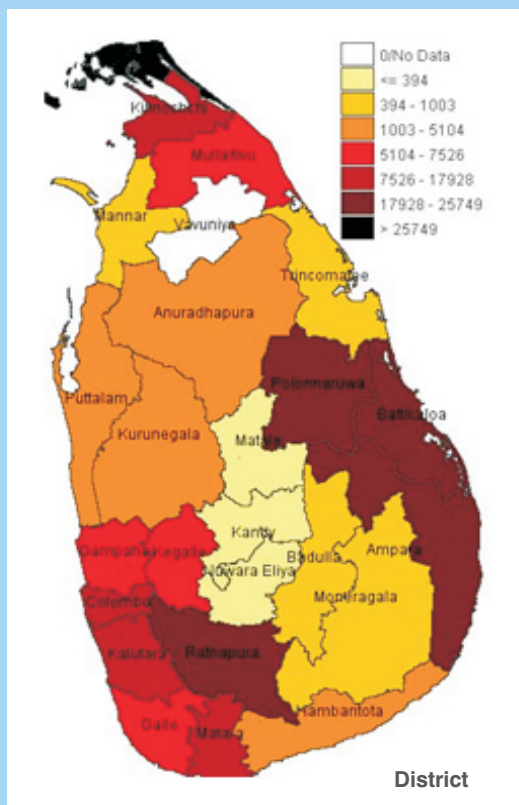 0/No Data
<= 394
394 - 1003
1003 - 5104
5104 - 7526
7526 - 17928
17928 - 25749
> 25749
Kilinochchi
Mullaithu
Mannar
Vavuniya
Trincomalee
Anuradhapura
Polonnaruwa
Puttalam
Batticaloa
Kurunegala
Matale
Kandy
Gampaha
Kegalle
Badulla
Ampara
Nuwara Eliya
Colombo
Moneragala
Kalutara
Ratnapura
Hambantota
Galle
Matara
District